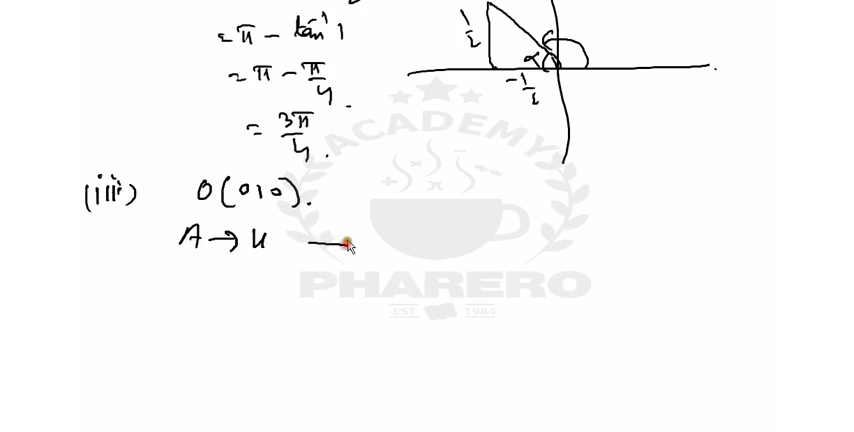 = π - tan⁻¹ 1
= π - π/4
= 3π/4.
1/2
α
-1/2
(iii) O(0,0).
A → U
ACADEMY
PHARERO
EST 1984